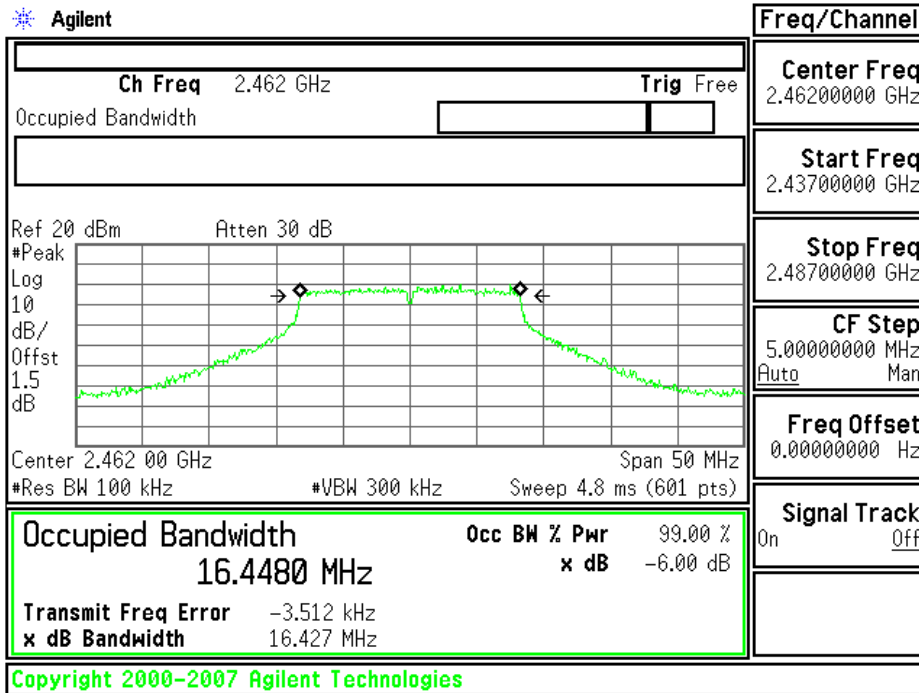 Agilent
Freq/Channel
Ch Freq 2.462 GHz Trig Free
Occupied Bandwidth
Center Freq
2.46200000 GHz
Start Freq
2.43700000 GHz
Stop Freq
2.48700000 GHz
CF Step
5.00000000 MHz
Auto Man
Freq Offset
0.00000000 Hz
Signal Track
On Off
Ref 20 dBm Atten 30 dB
#Peak
Log
10
dB/
Offst
1.5
dB
Center 2.462 00 GHz Span 50 MHz
#Res BW 100 kHz #VBW 300 kHz Sweep 4.8 ms (601 pts)
Occupied Bandwidth Occ BW % Pwr 99.00 %
16.4480 MHz x dB -6.00 dB
Transmit Freq Error -3.512 kHz
x dB Bandwidth 16.427 MHz
Copyright 2000-2007 Agilent Technologies